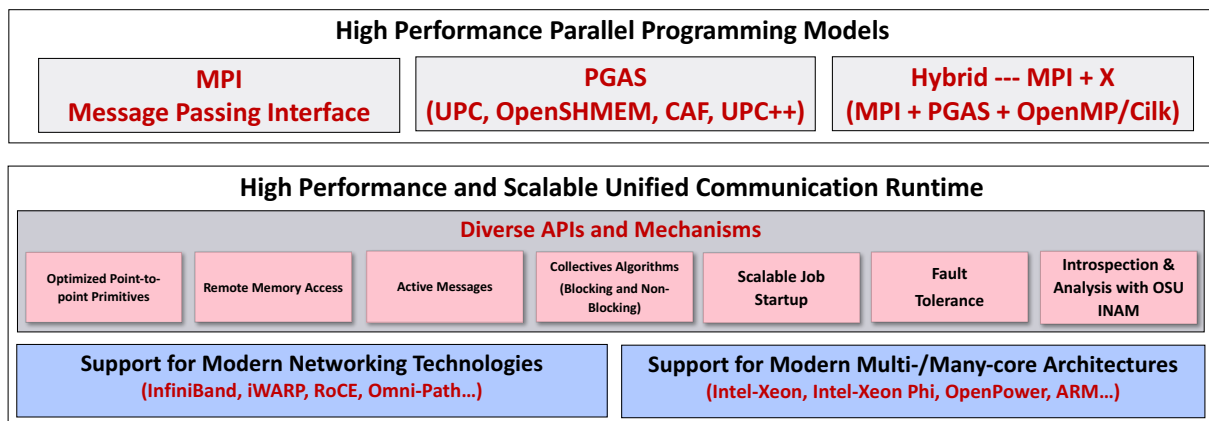 High Performance Parallel Programming Models
MPI
Message Passing Interface
PGAS
(UPC, OpenSHMEM, CAF, UPC++)
Hybrid --- MPI + X
(MPI + PGAS + OpenMP/Cilk)
High Performance and Scalable Unified Communication Runtime
Diverse APIs and Mechanisms
Optimized Point-to-
point Primitives
Remote Memory Access
Active Messages
Collectives Algorithms
(Blocking and Non-
Blocking)
Scalable Job
Startup
Fault
Tolerance
Introspection &
Analysis with OSU
INAM
Support for Modern Networking Technologies
(InfiniBand, iWARP, RoCE, Omni-Path…)
Support for Modern Multi-/Many-core Architectures
(Intel-Xeon, Intel-Xeon Phi, OpenPower, ARM…)